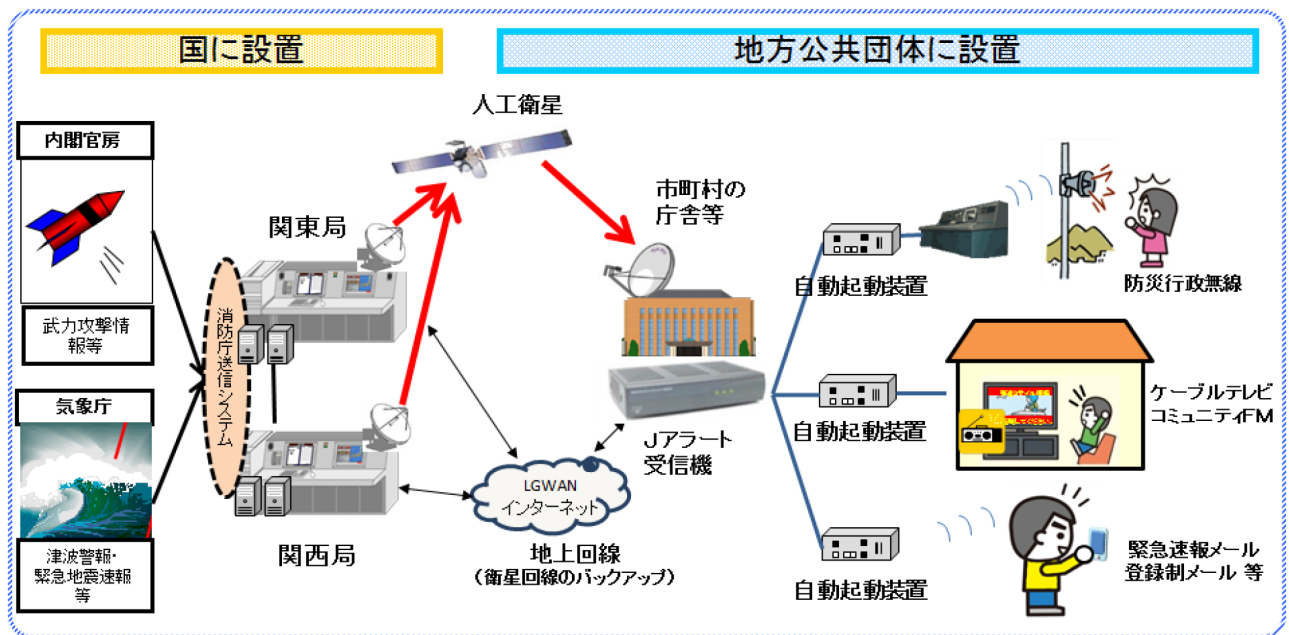 国に設置
地方公共団体に設置
人工衛星
内閣官房
武力攻撃情
報等
気象庁
津波警報・
緊急地震速報
等
消防庁送信システム
関東局
関西局
市町村の
庁舎等
Jアラート
受信機
LGWAN
インターネット
地上回線
(衛星回線のバックアップ)
自動起動装置
防災行政無線
自動起動装置
ケーブルテレビ
コミュニティFM
自動起動装置
緊急速報メール
登録制メール 等